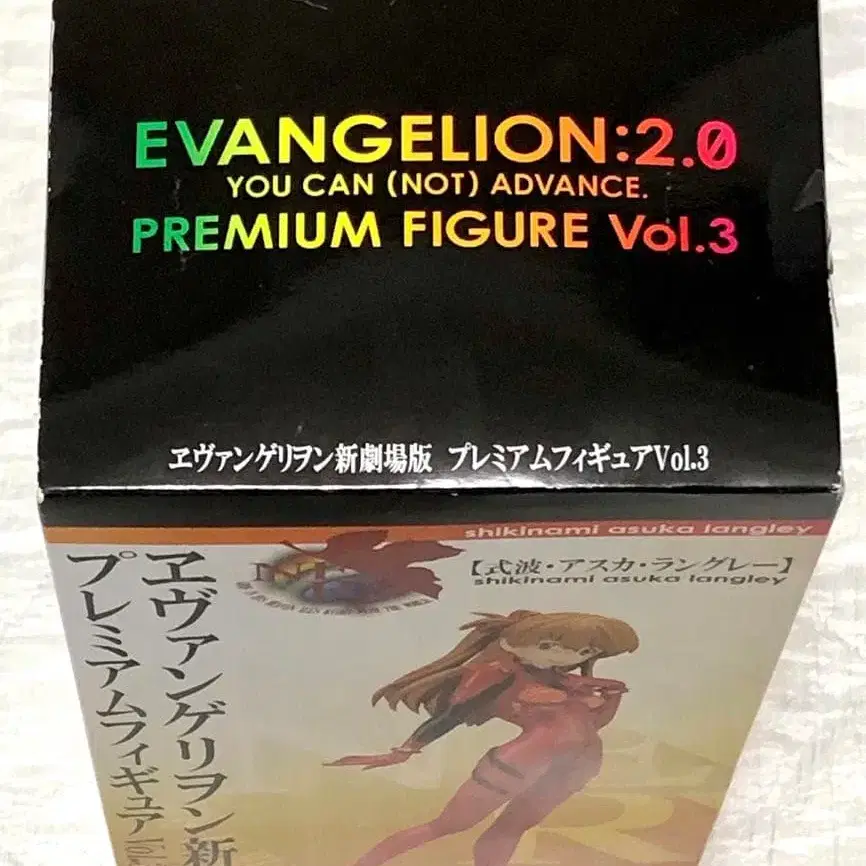 EVANGELION:2.0
YOU CAN (NOT) ADVANCE.
PREMIUM FIGURE Vol.3
ヱヴァンゲリヲン新劇場版 プレミアムフィギュアVol.3
shikinami asuka langley
【式波・アスカ・ラングレー】
shikinami asuka langley
ヱヴァンゲリヲン新
プレミアムフィギュア Vol.